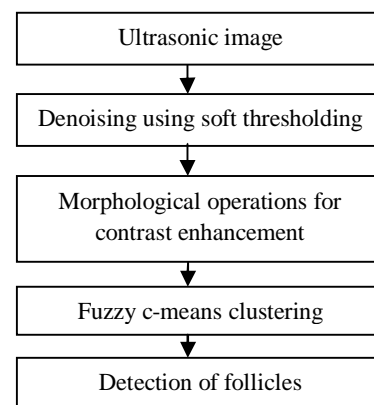 Ultrasonic image
Denoising using soft thresholding
Morphological operations for
contrast enhancement
Fuzzy c-means clustering
Detection of follicles